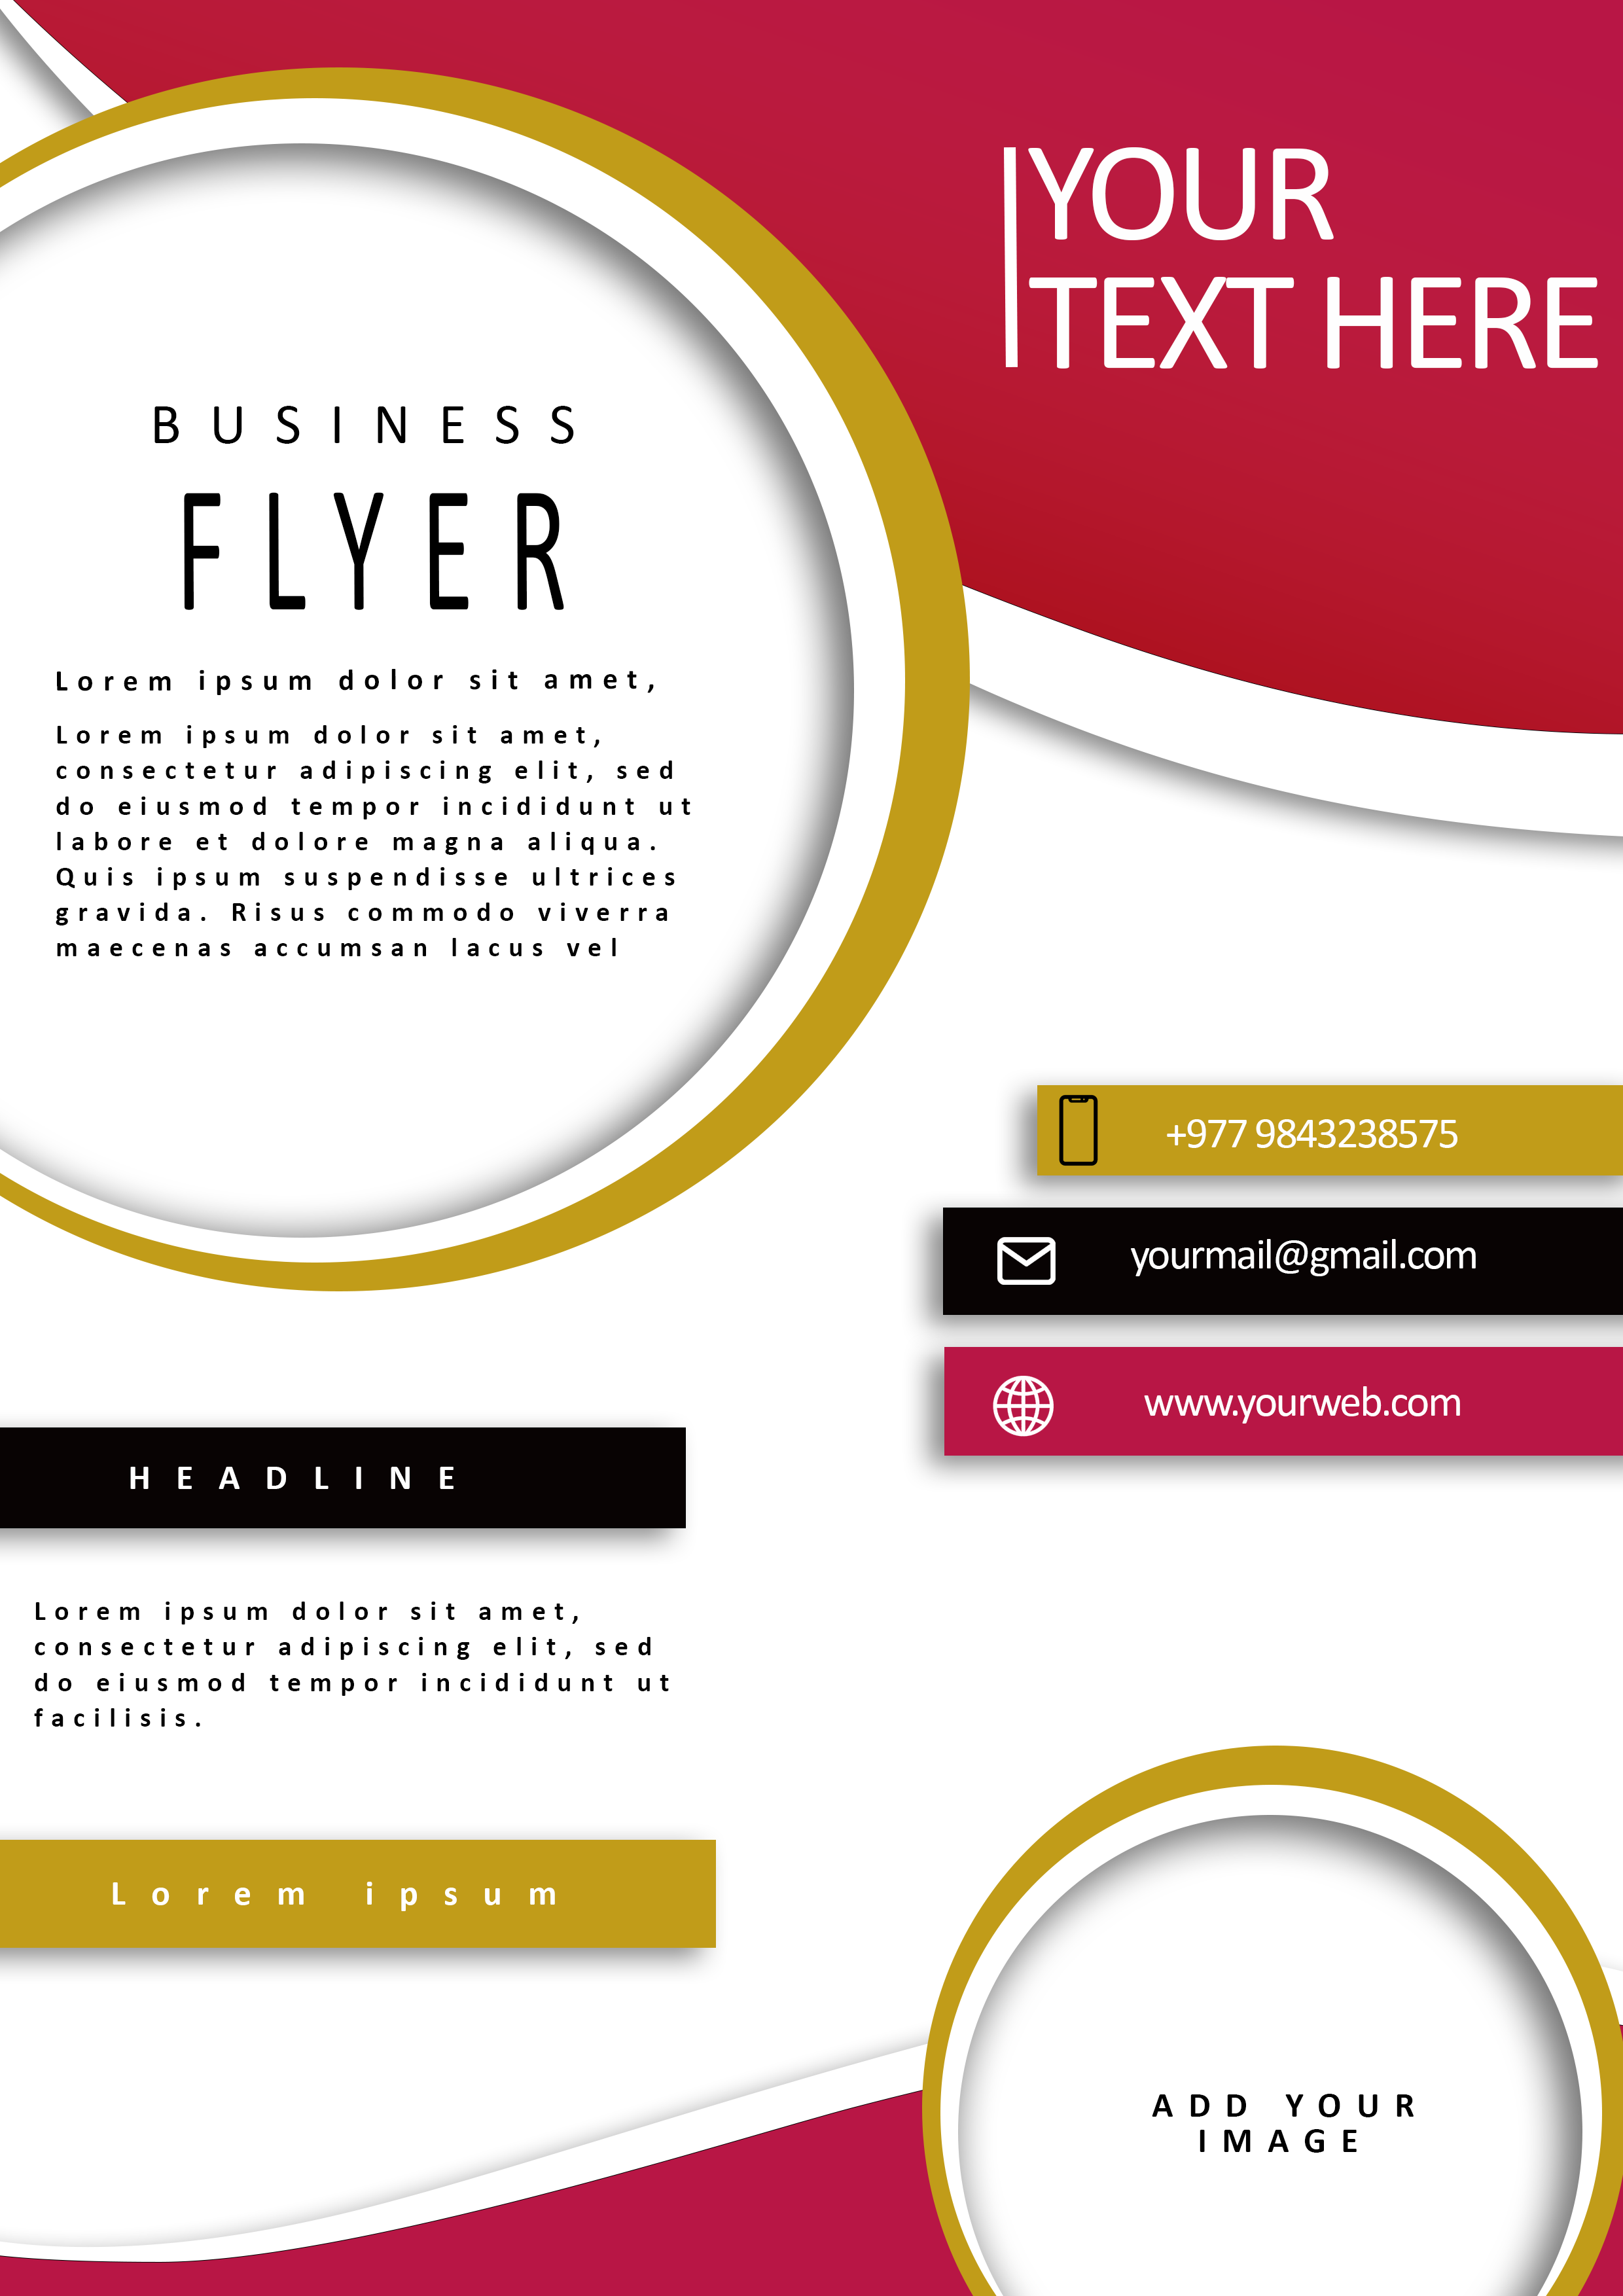 YOUR
TEXT HERE
BUSINESS
FLYER
Lorem ipsum dolor sit amet,
Lorem ipsum dolor sit amet,
consectetur adipiscing elit, sed
do eiusmod tempor incididunt ut
labore et dolore magna aliqua.
Quis ipsum suspendisse ultrices
gravida. Risus commodo viverra
maecenas accumsan lacus vel
+977 9843238575
yourmail@gmail.com
www.yourweb.com
HEADLINE
Lorem ipsum dolor sit amet,
consectetur adipiscing elit, sed
do eiusmod tempor incididunt ut
facilisis.
Lorem ipsum
ADD YOUR
IMAGE